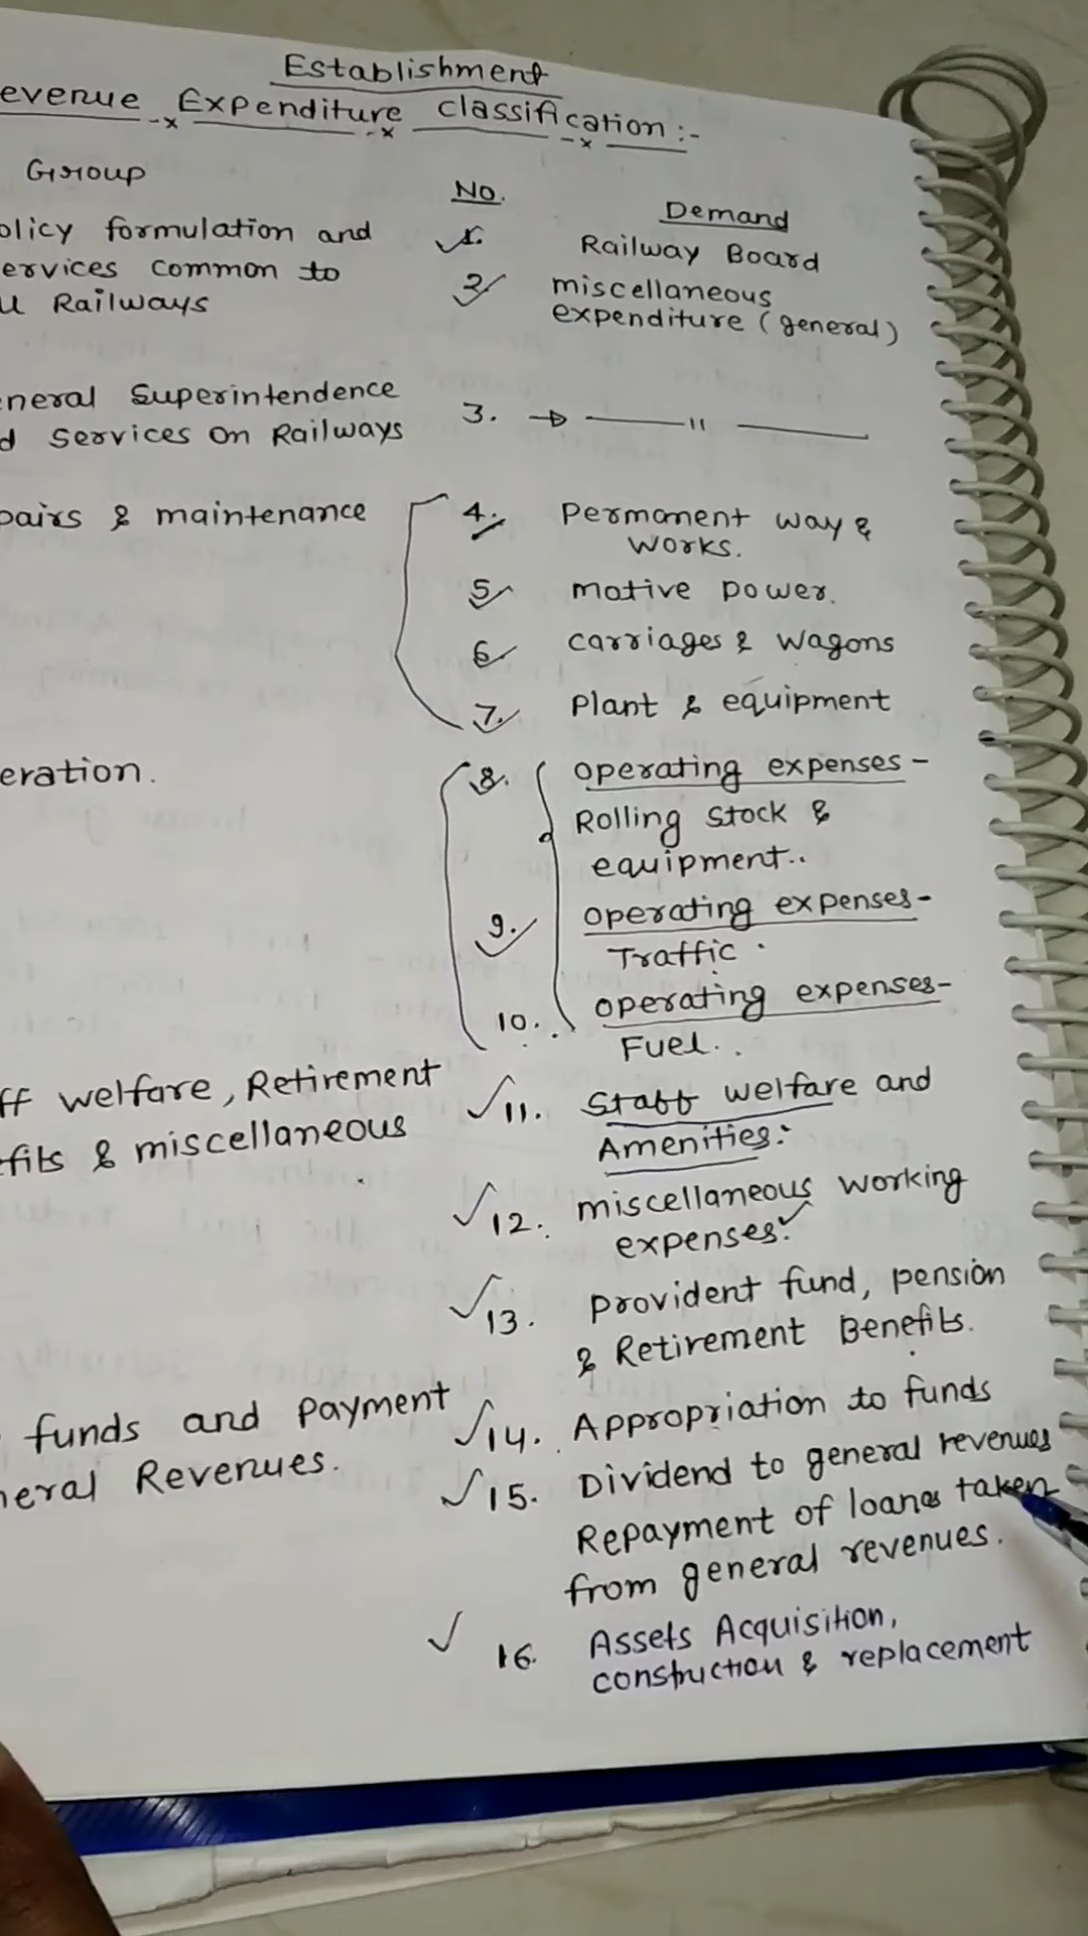 Establishment
evenue Expenditure classification :-
Group No. Demand
olicy formulation and 1. Railway Board
ervices common to 2. miscellaneous
Railways expenditure (general)
neral Superintendence 3. → —— " ——
d services on Railways
pairs & maintenance 4. Permanent way &
works.
5. motive power.
6. carriages & wagons
7. Plant & equipment
eration. 8. operating expenses -
Rolling stock &
equipment..
9. operating expenses-
Traffic.
10. operating expenses-
Fuel..
ff welfare, Retirement 11. Staff welfare and
fits & miscellaneous Amenities:-
12. miscellaneous working
expenses.
13. provident fund, pension
& Retirement Benefits.
funds and payment 14. Appropriation to funds
neral Revenues. 15. Dividend to general revenues
Repayment of loans taken
from general revenues.
16. Assets Acquisition,
construction & replacement